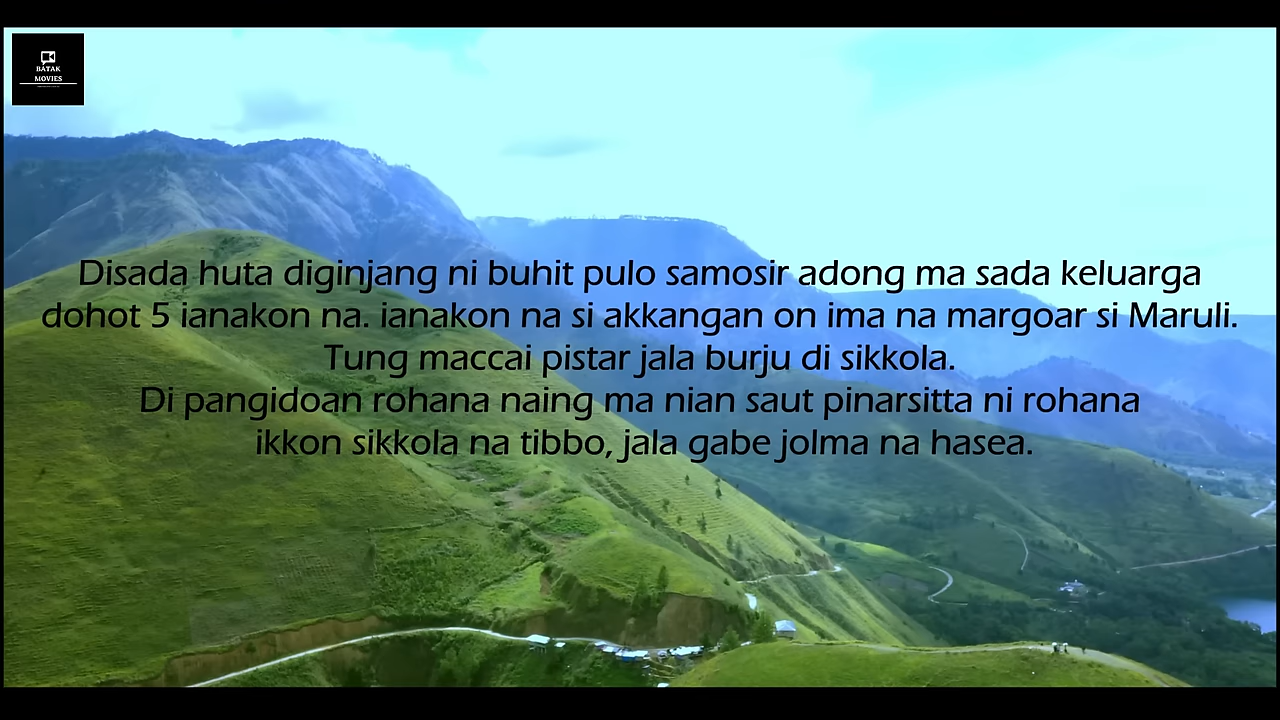 BATAK
MOVIES
Disada huta diginjang ni buhit pulo samosir adong ma sada keluarga
dohot 5 ianakon na. ianakon na si akkangan on ima na margoar si Maruli.
Tung maccai pistar jala burju di sikkola.
Di pangidoan rohana naing ma nian saut pinarsitta ni rohana
ikkon sikkola na tibbo, jala gabe jolma na hasea.